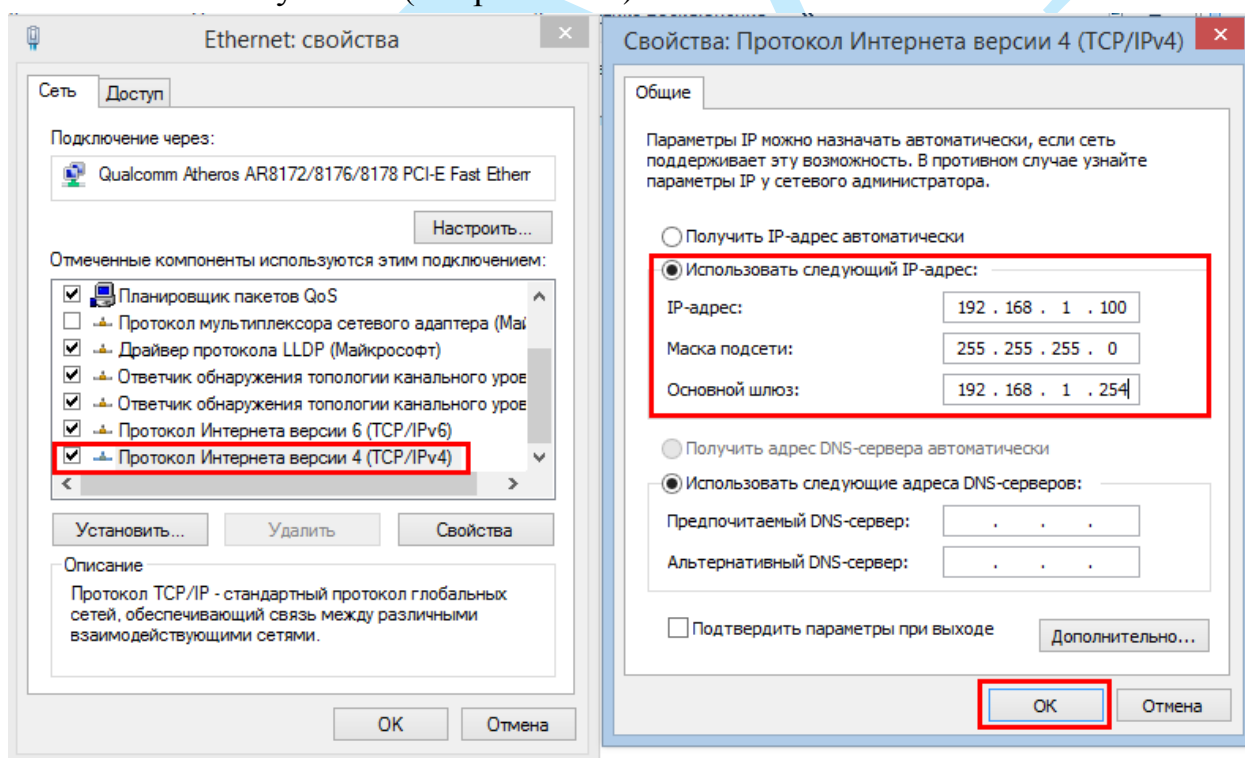 Ethernet: свойства
Сеть
Доступ
Подключение через:
Qualcomm Atheros AR8172/8176/8178 PCI-E Fast Ethern
Настроить...
Отмеченные компоненты используются этим подключением:
Планировщик пакетов QoS
Протокол мультиплексора сетевого адаптера (Май
Драйвер протокола LLDP (Майкрософт)
Ответчик обнаружения топологии канального уров
Ответчик обнаружения топологии канального уров
Протокол Интернета версии 6 (TCP/IPv6)
Протокол Интернета версии 4 (TCP/IPv4)
Установить...
Удалить
Свойства
Описание
Протокол TCP/IP - стандартный протокол глобальных
сетей, обеспечивающий связь между различными
взаимодействующими сетями.
OK
Отмена
Свойства: Протокол Интернета версии 4 (TCP/IPv4)
Общие
Параметры IP можно назначать автоматически, если сеть
поддерживает эту возможность. В противном случае узнайте
параметры IP у сетевого администратора.
Получить IP-адрес автоматически
Использовать следующий IP-адрес:
IP-адрес: 192 . 168 . 1 . 100
Маска подсети: 255 . 255 . 255 . 0
Основной шлюз: 192 . 168 . 1 . 254
Получить адрес DNS-сервера автоматически
Использовать следующие адреса DNS-серверов:
Предпочитаемый DNS-сервер: . . .
Альтернативный DNS-сервер: . . .
Подтвердить параметры при выходе
Дополнительно...
ОК
Отмена